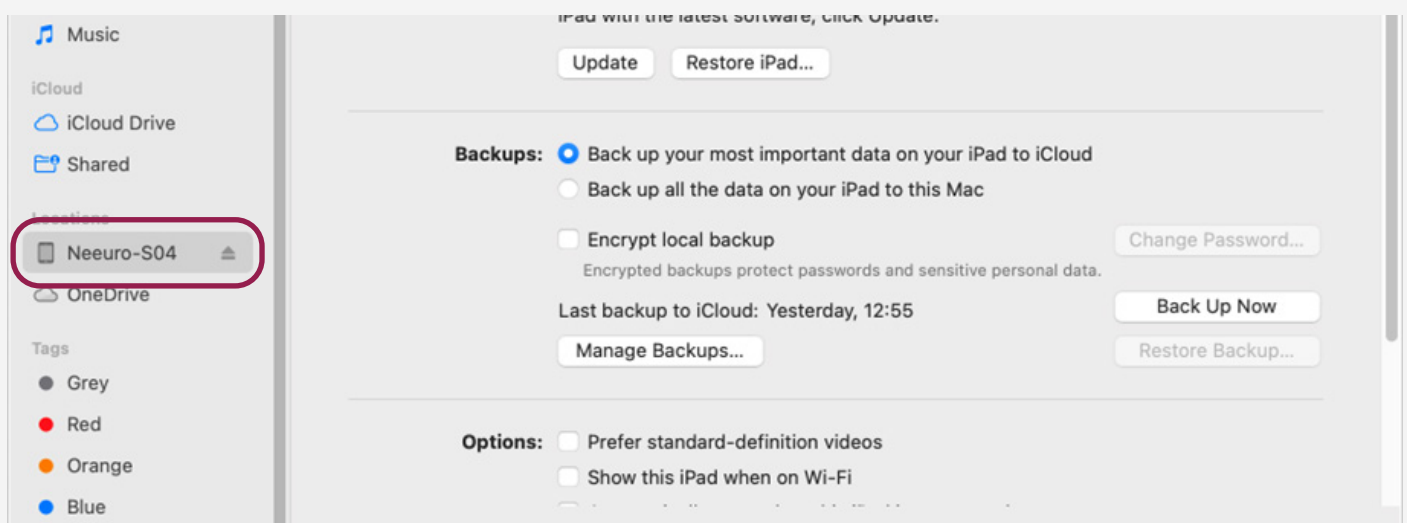 Music
iCloud
iCloud Drive
Shared
Locations
Neeuro-S04
OneDrive
Tags
Grey
Red
Orange
Blue
iPad with the latest software, click Update.
Update Restore iPad...
Backups: Back up your most important data on your iPad to iCloud
Back up all the data on your iPad to this Mac
Encrypt local backup Change Password...
Encrypted backups protect passwords and sensitive personal data.
Last backup to iCloud: Yesterday, 12:55 Back Up Now
Manage Backups... Restore Backup...
Options: Prefer standard-definition videos
Show this iPad when on Wi-Fi